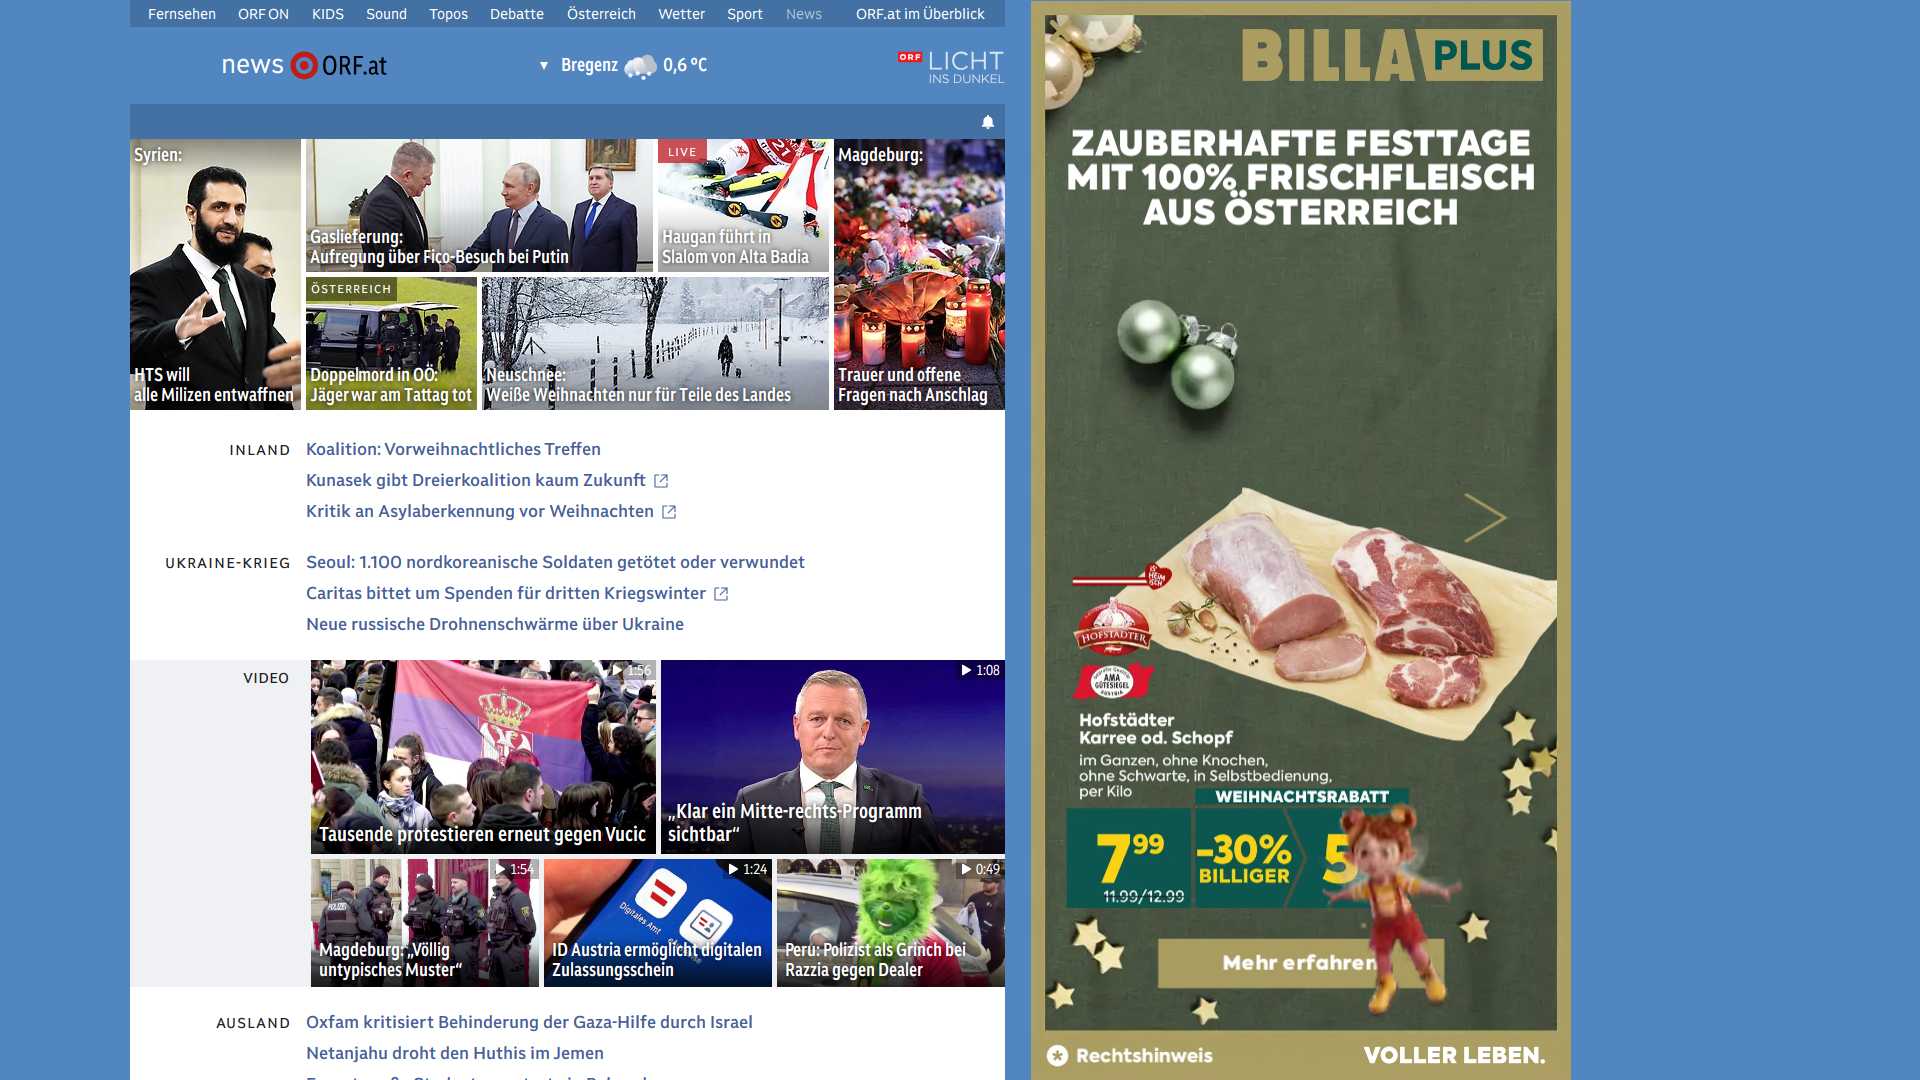 Fernsehen ORF ON KIDS Sound Topos Debatte Österreich Wetter Sport News ORF.at im Überblick
news ORF.at
Bregenz 0,6 °C
ORF LICHT
INS DUNKEL
Syrien:
HTS will
alle Milizen entwaffnen
Gaslieferung:
Aufregung über Fico-Besuch bei Putin
LIVE
21
Haugan führt in
Slalom von Alta Badia
Magdeburg:
Trauer und offene
Fragen nach Anschlag
ÖSTERREICH
Doppelmord in OÖ:
Jäger war am Tattag tot
Neuschnee:
Weiße Weihnachten nur für Teile des Landes
INLAND
Koalition: Vorweihnachtliches Treffen
Kunasek gibt Dreierkoalition kaum Zukunft
Kritik an Asylaberkennung vor Weihnachten
UKRAINE-KRIEG
Seoul: 1.100 nordkoreanische Soldaten getötet oder verwundet
Caritas bittet um Spenden für dritten Kriegswinter
Neue russische Drohnenschwärme über Ukraine
VIDEO
1:56
Tausende protestieren erneut gegen Vucic
1:08
„Klar ein Mitte-rechts-Programm
sichtbar“
1:54
POLIZEI
Magdeburg: „Völlig
untypisches Muster“
1:24
Digitales Amt
ID Austria ermöglicht digitalen
Zulassungsschein
0:49
Peru: Polizist als Grinch bei
Razzia gegen Dealer
AUSLAND
Oxfam kritisiert Behinderung der Gaza-Hilfe durch Israel
Netanjahu droht den Huthis im Jemen
BILLA PLUS
ZAUBERHAFTE FESTTAGE
MIT 100% FRISCHFLEISCH
AUS ÖSTERREICH
IS' HEIMISCH
HOFSTÄDTER
AMA
GÜTESIEGEL
AUSTRIA
Hofstädter
Karree od. Schopf
im Ganzen, ohne Knochen,
ohne Schwarte, in Selbstbedienung,
per Kilo
WEIHNACHTSRABATT
7 99
11.99/12.99
-30%
BILLIGER
5
Mehr erfahren
Rechtshinweis
VOLLER LEBEN.